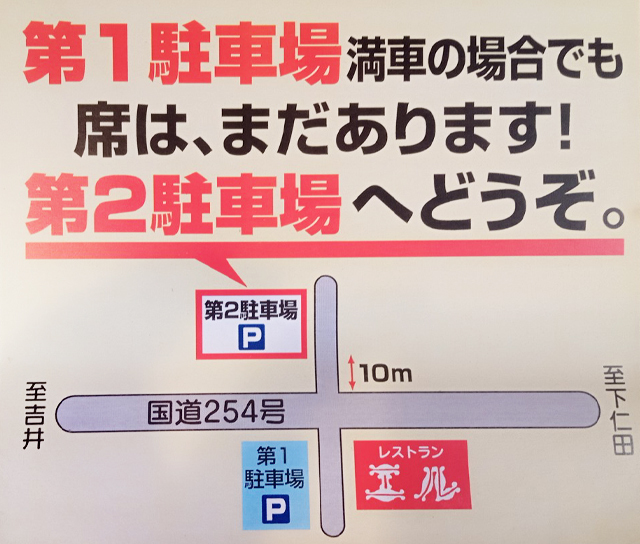 第1駐車場満車の場合でも
席は、まだあります!
第2駐車場へどうぞ。
第2駐車場
P
10m
至吉井
国道254号
至下仁田
第1
駐車場
P
レストラン
エル